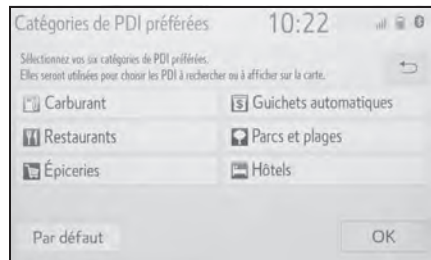 Catégories de PDI préférées 10:22
Sélectionnez vos six catégories de PDI préférées.
Elles seront utilisées pour choisir les PDI à rechercher ou à afficher sur la carte.
Carburant
Guichets automatiques
Restaurants
Parcs et plages
Épiceries
Hôtels
Par défaut
OK